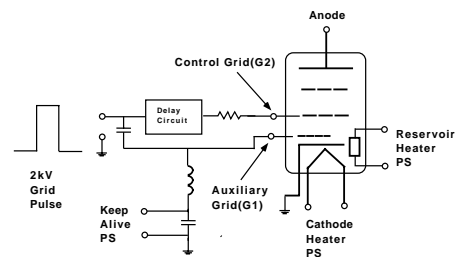 Anode
Control Grid(G2)
Delay
Circuit
Reservoir
Heater
PS
2kV
Grid
Pulse
Auxiliary
Grid(G1)
Keep
Alive
PS
Cathode
Heater
PS